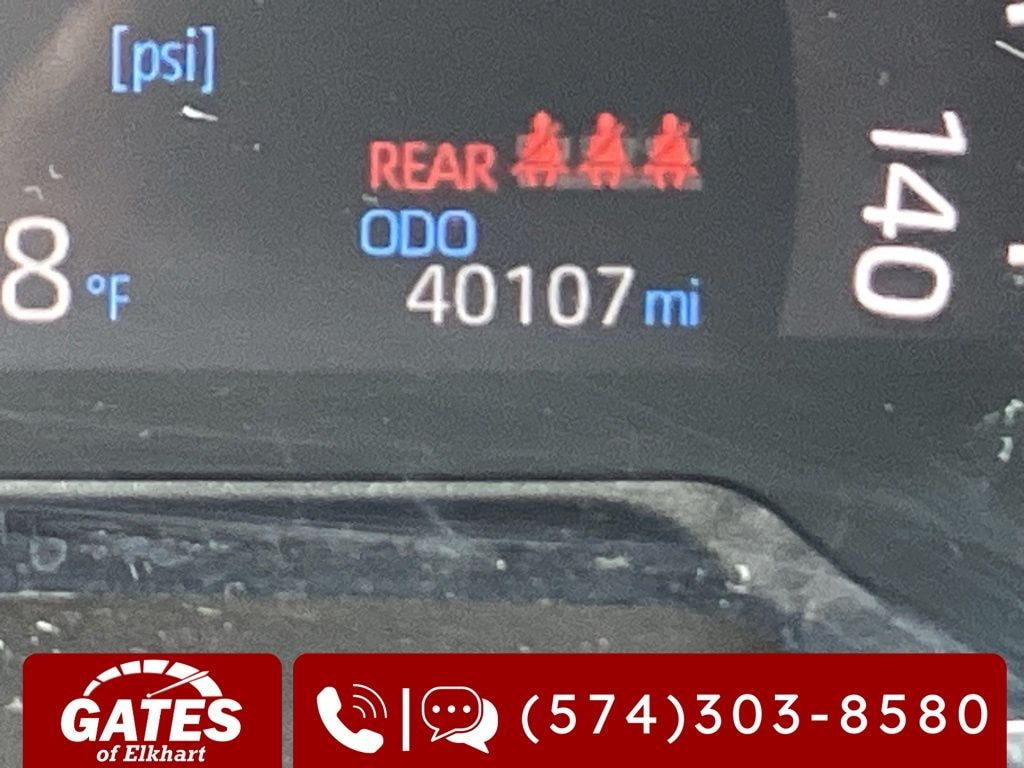 [psi]
REAR
ODO
8 °F
40107 mi
140
GATES
of Elkhart
(574)303-8580